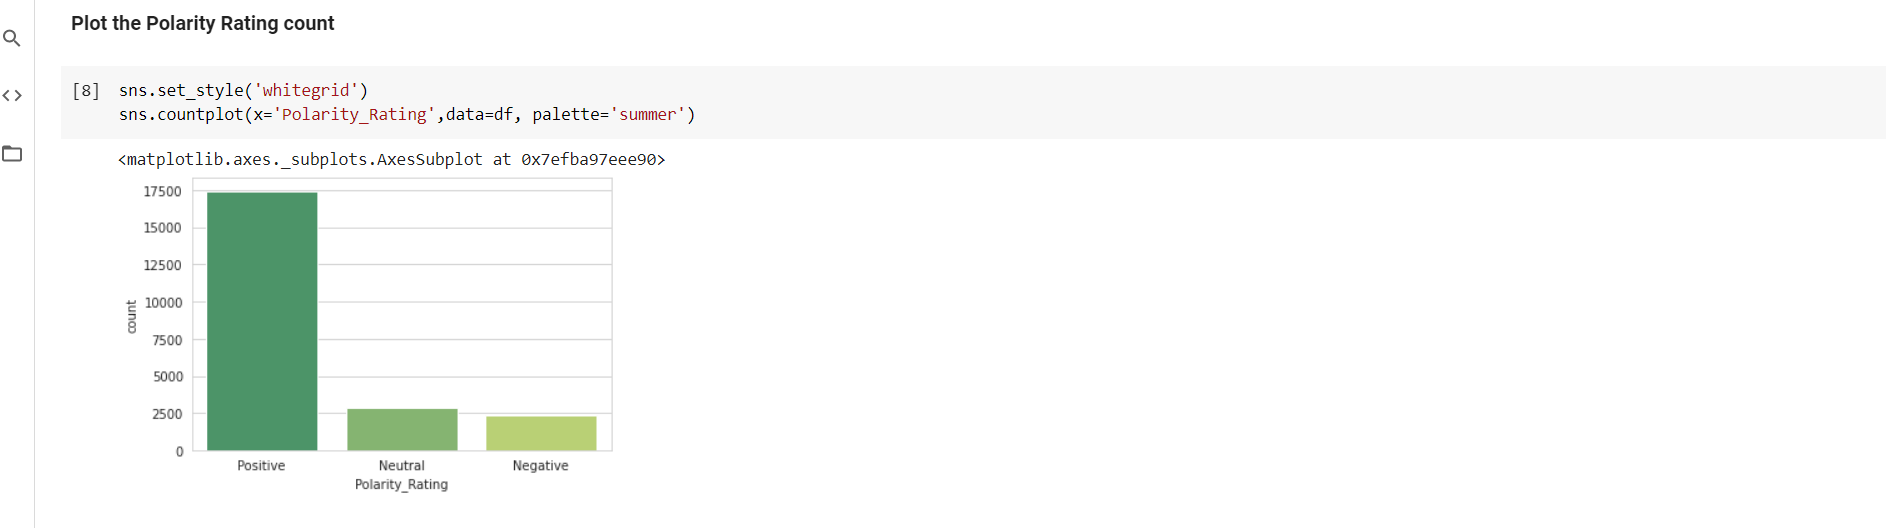 Plot the Polarity Rating count
[8] sns.set_style('whitegrid')
sns.countplot(x='Polarity_Rating',data=df, palette='summer')
<matplotlib.axes._subplots.AxesSubplot at 0x7efba97eee90>
17500
15000
12500
10000
7500
5000
2500
0
count
Positive Neutral Negative
Polarity_Rating